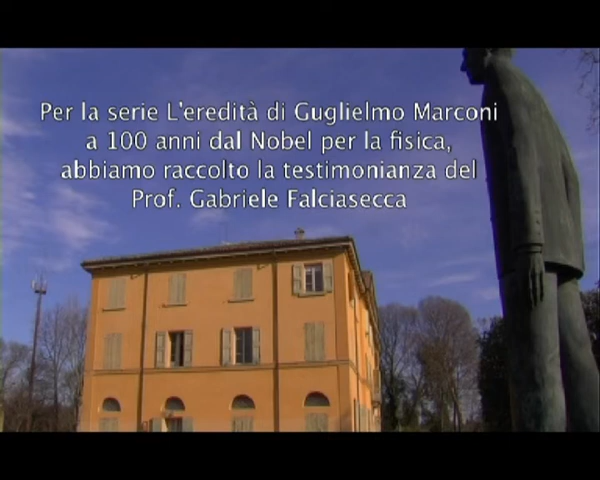 Per la serie L'eredità di Guglielmo Marconi
a 100 anni dal Nobel per la fisica,
abbiamo raccolto la testimonianza del
Prof. Gabriele Falciasecca